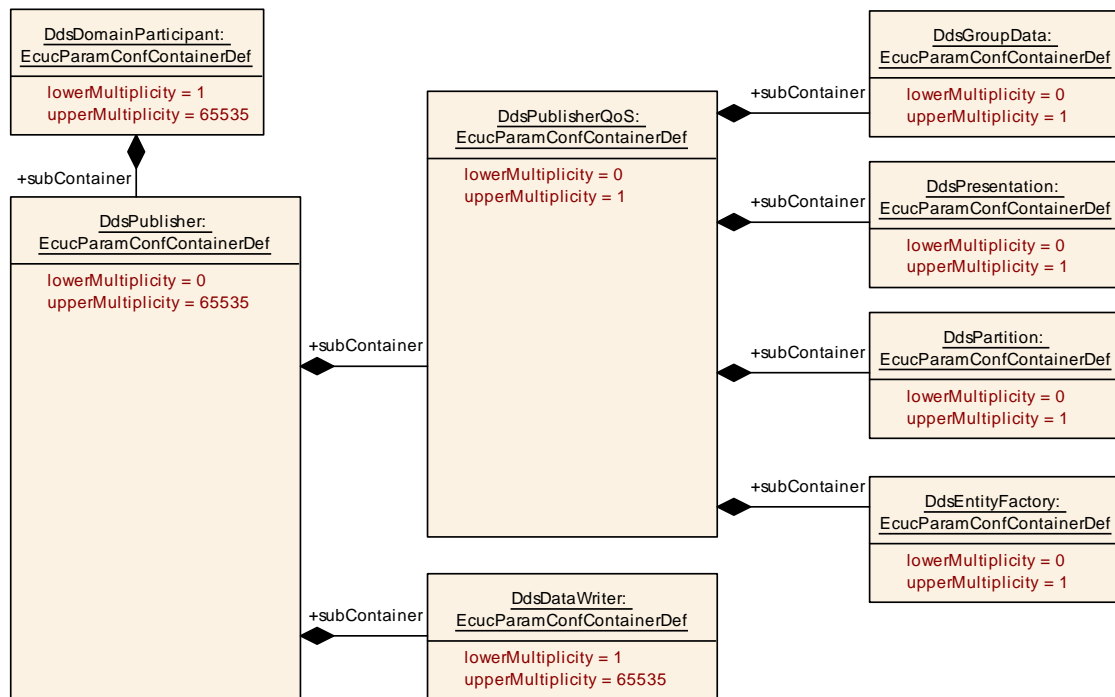 DdsDomainParticipant:
EcucParamConfContainerDef
lowerMultiplicity = 1
upperMultiplicity = 65535
+subContainer
DdsPublisher:
EcucParamConfContainerDef
lowerMultiplicity = 0
upperMultiplicity = 65535
+subContainer
DdsPublisherQoS:
EcucParamConfContainerDef
lowerMultiplicity = 0
upperMultiplicity = 1
+subContainer
DdsGroupData:
EcucParamConfContainerDef
lowerMultiplicity = 0
upperMultiplicity = 1
+subContainer
DdsPresentation:
EcucParamConfContainerDef
lowerMultiplicity = 0
upperMultiplicity = 1
+subContainer
DdsPartition:
EcucParamConfContainerDef
lowerMultiplicity = 0
upperMultiplicity = 1
+subContainer
DdsEntityFactory:
EcucParamConfContainerDef
lowerMultiplicity = 0
upperMultiplicity = 1
+subContainer
DdsDataWriter:
EcucParamConfContainerDef
lowerMultiplicity = 1
upperMultiplicity = 65535